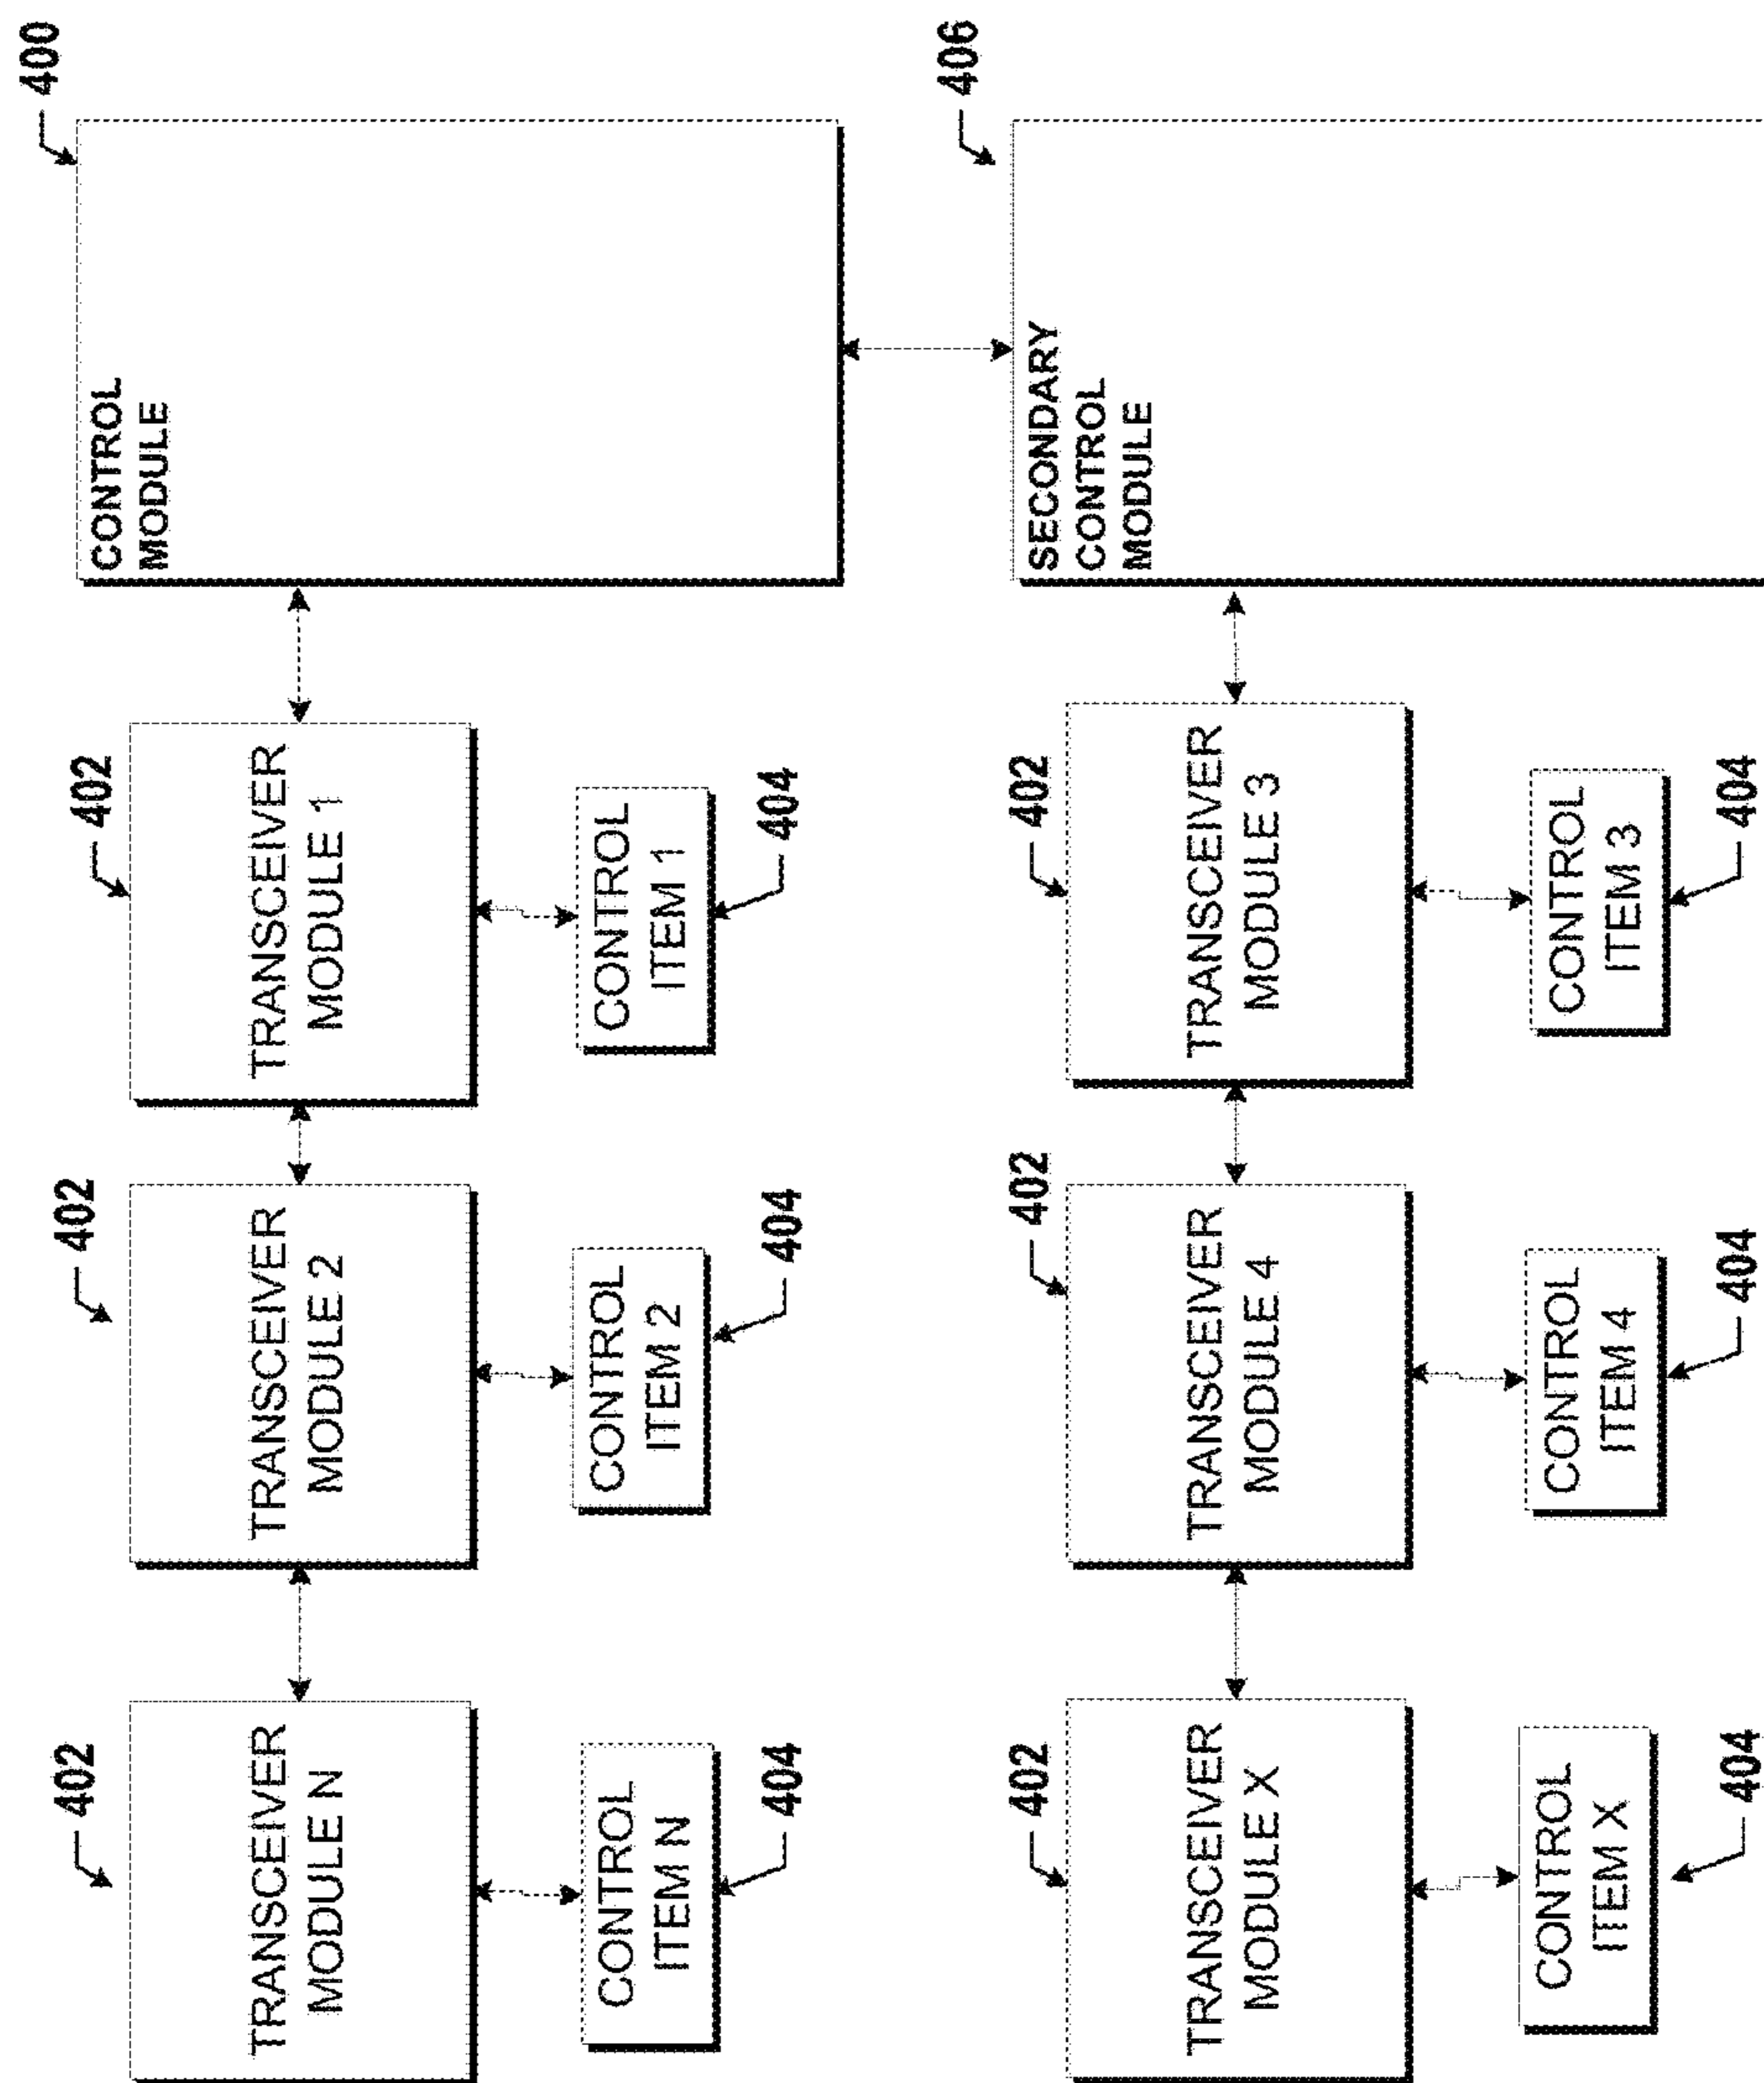 400
CONTROL
MODULE
402
TRANSCEIVER
MODULE 1
CONTROL
ITEM 1
404
402
TRANSCEIVER
MODULE 2
CONTROL
ITEM 2
404
402
TRANSCEIVER
MODULE N
CONTROL
ITEM N
404
406
SECONDARY
CONTROL
MODULE
402
TRANSCEIVER
MODULE 3
CONTROL
ITEM 3
404
402
TRANSCEIVER
MODULE 4
CONTROL
ITEM 4
404
402
TRANSCEIVER
MODULE X
CONTROL
ITEM X
404